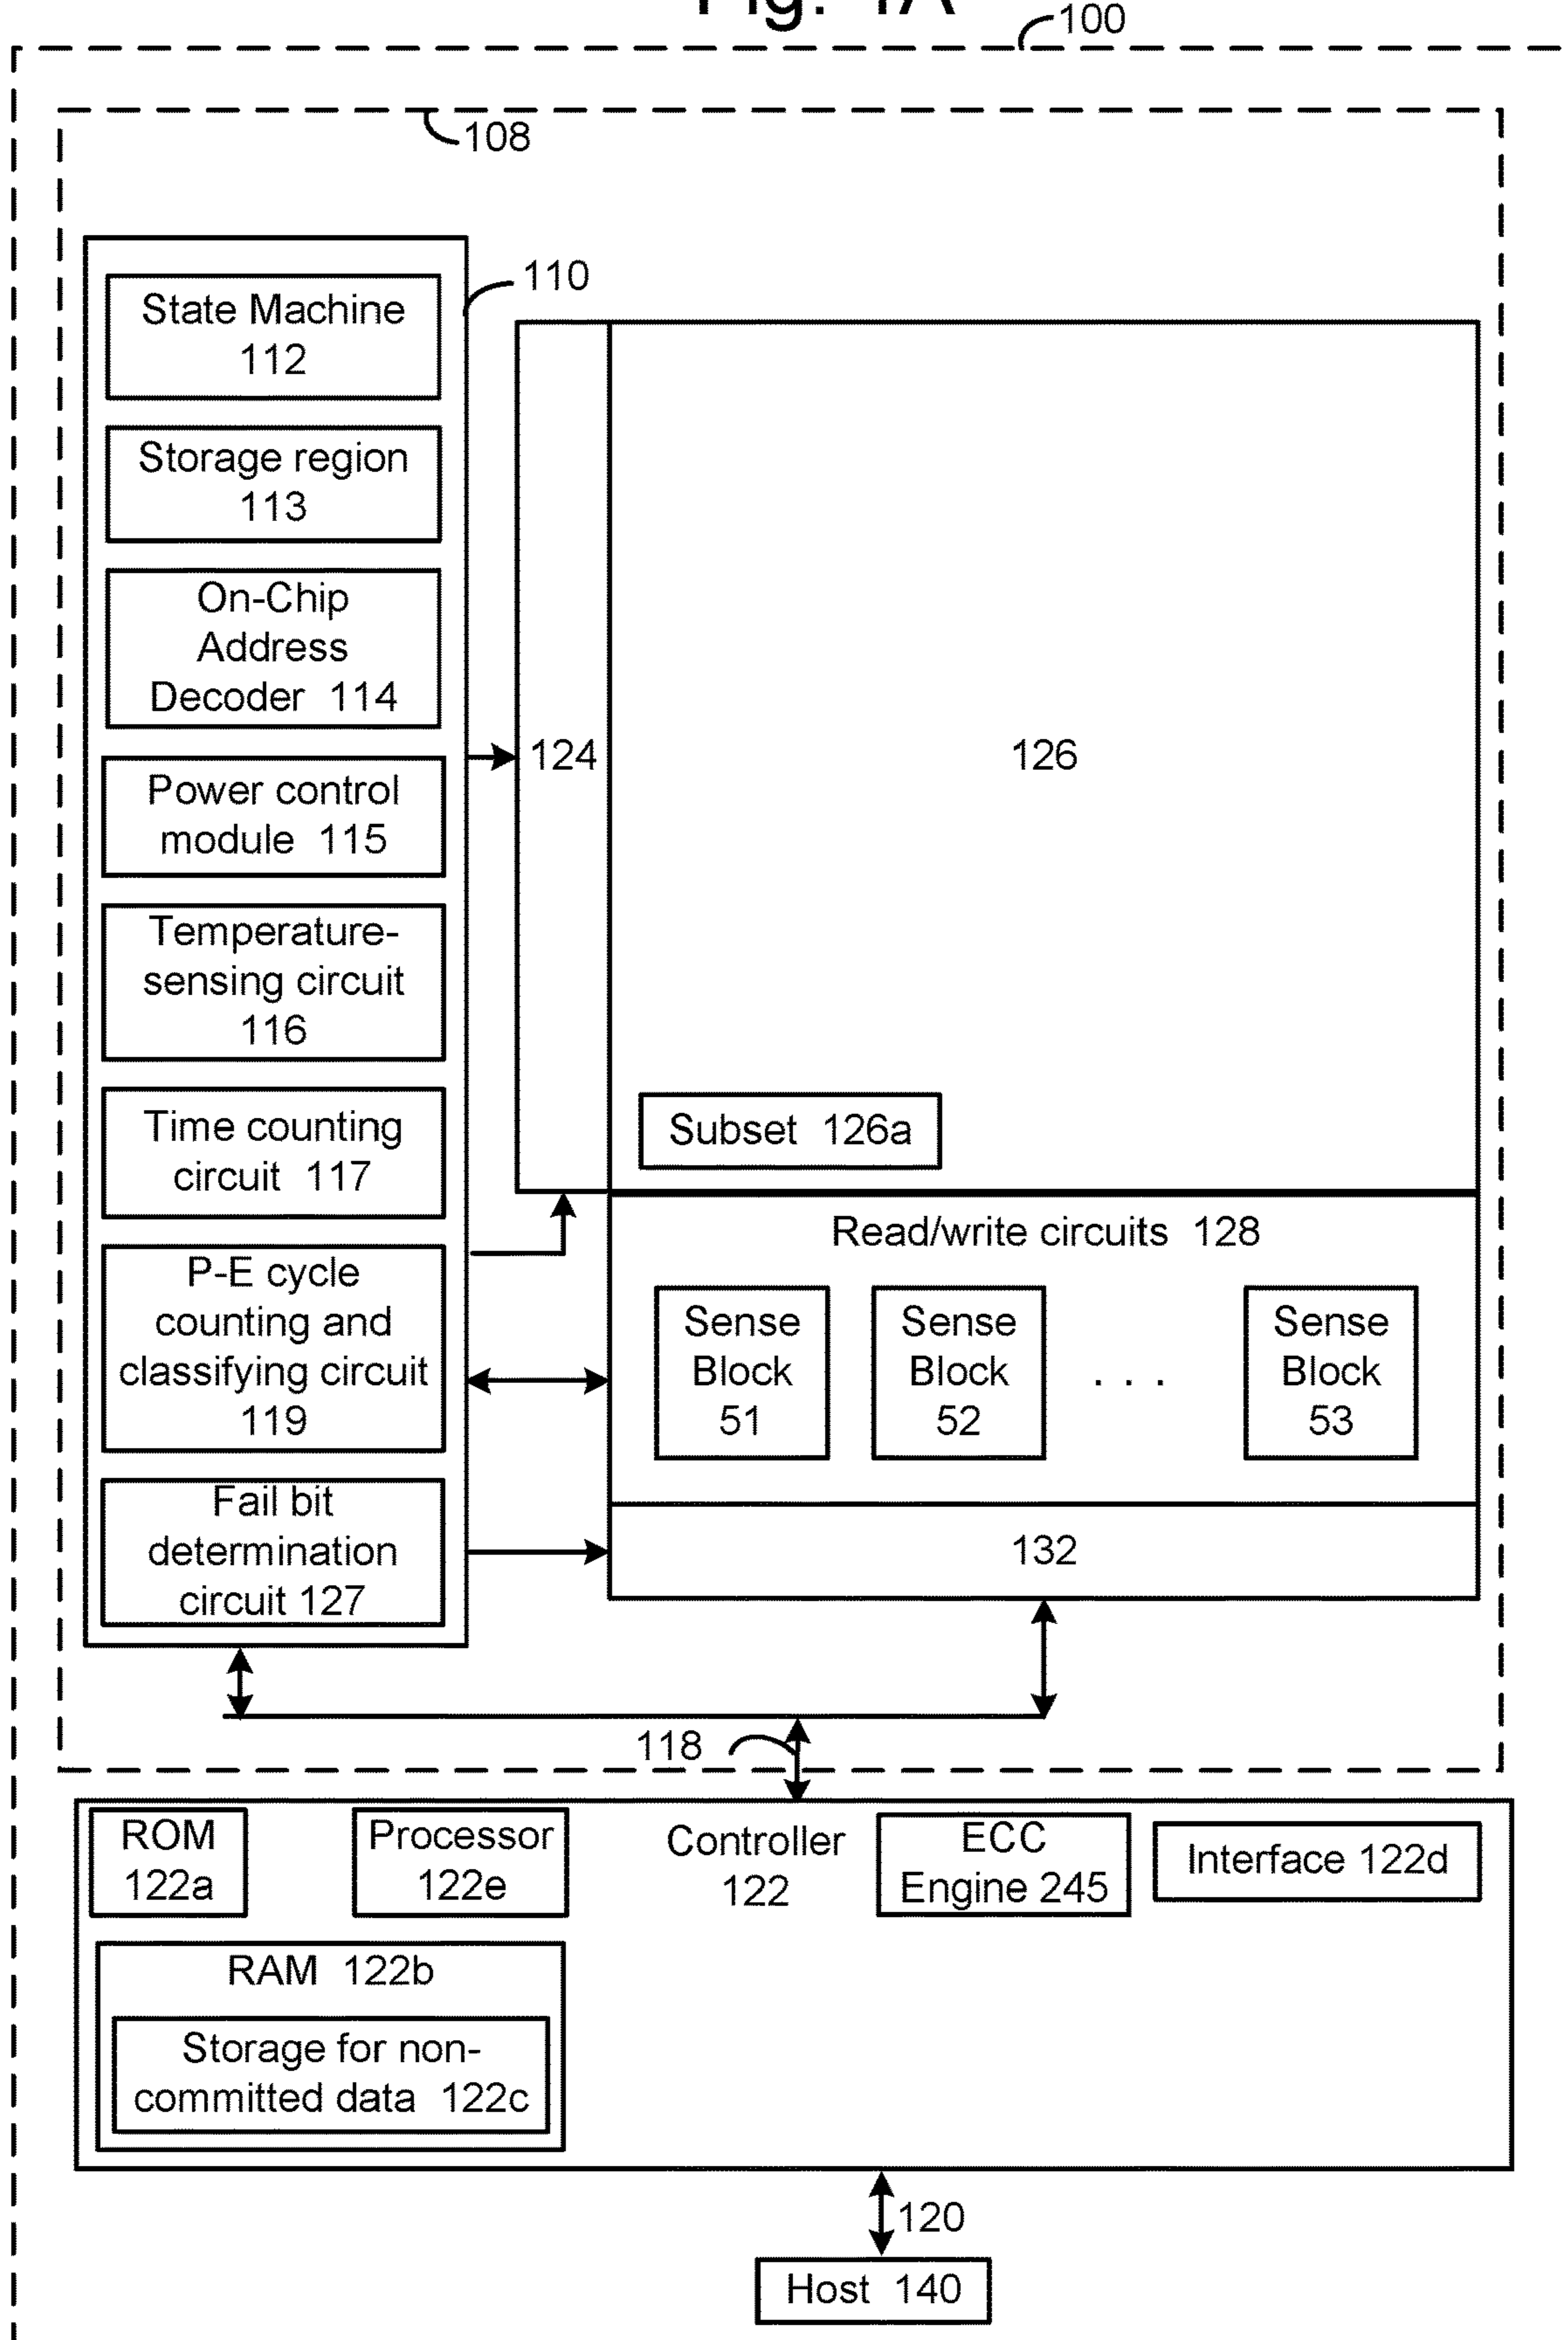 Fig. 1A
100
108
110
State Machine
112
Storage region
113
On-Chip
Address
Decoder 114
Power control
module 115
Temperature-
sensing circuit
116
Time counting
circuit 117
P-E cycle
counting and
classifying circuit
119
Fail bit
determination
circuit 127
124
126
Subset 126a
Read/write circuits 128
Sense
Block
51
Sense
Block
52
. . .
Sense
Block
53
132
118
ROM
122a
Processor
122e
Controller
122
ECC
Engine 245
Interface 122d
RAM 122b
Storage for non-
committed data 122c
120
Host 140